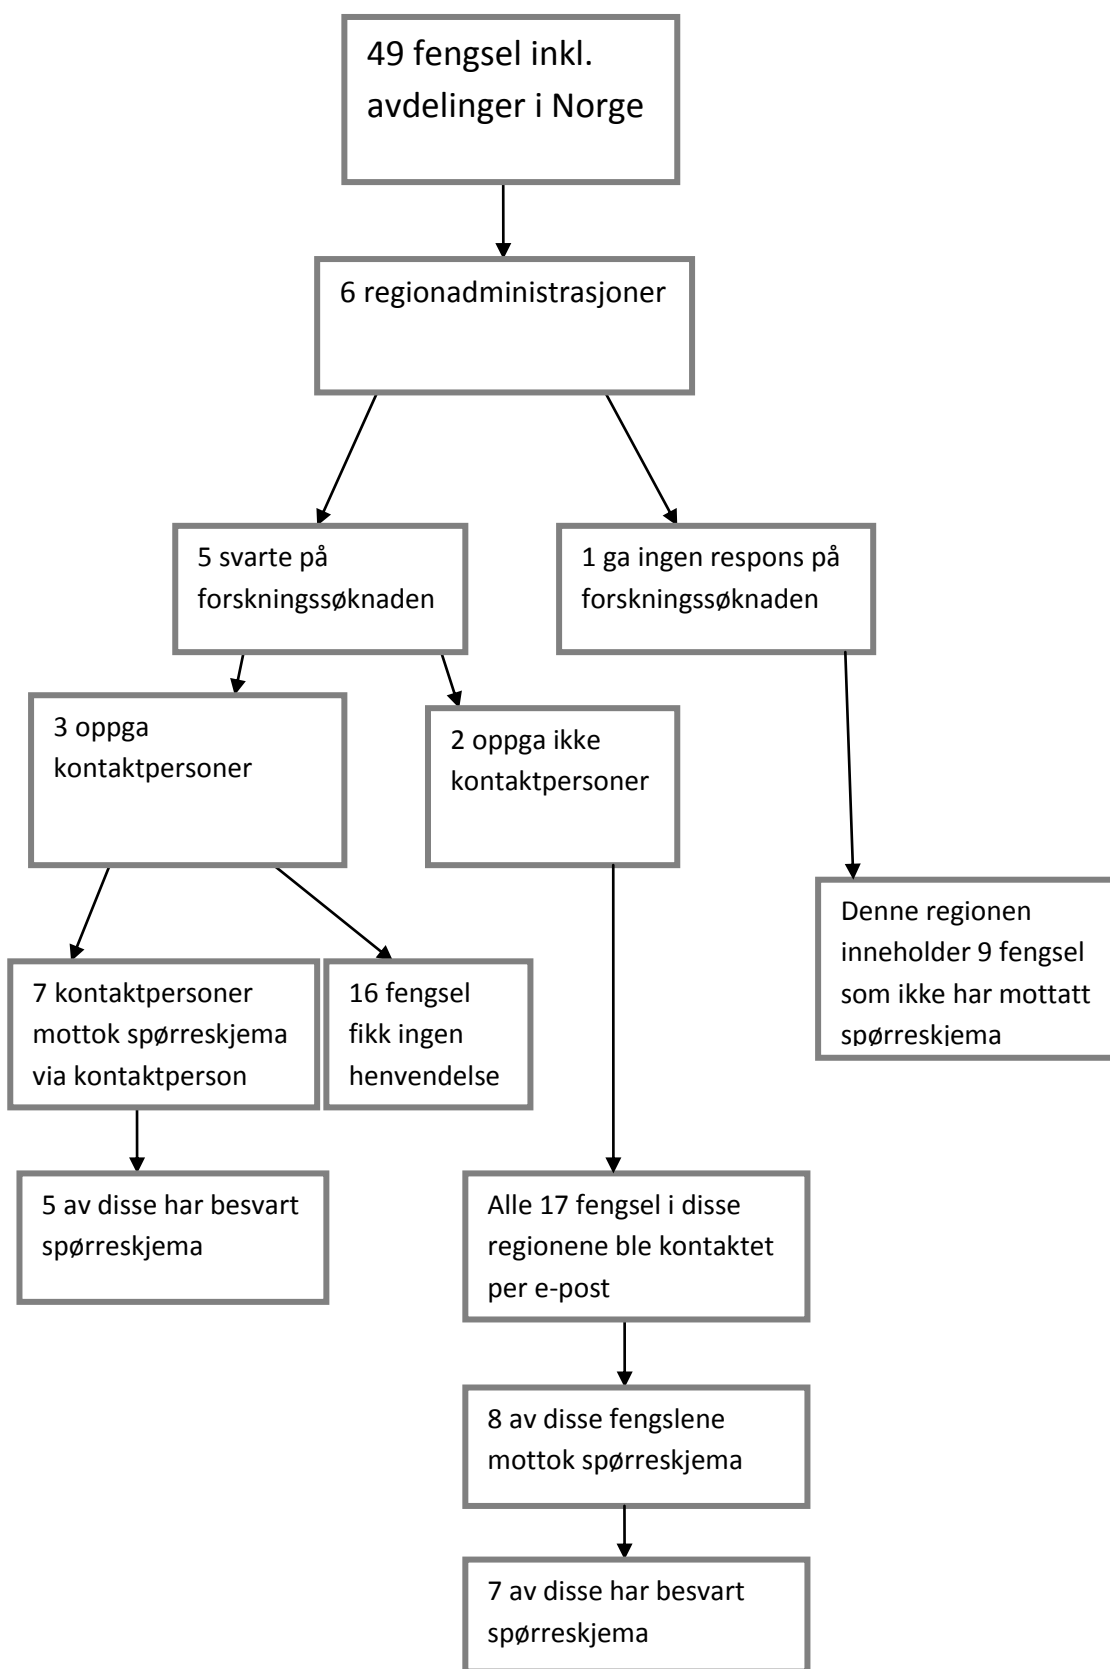 49 fengsel inkl.
avdelinger i Norge
6 regionadministrasjoner
5 svarte på
forskningssøknaden
1 ga ingen respons på
forskningssøknaden
3 oppga
kontaktpersoner
2 oppga ikke
kontaktpersoner
Denne regionen
inneholder 9 fengsel
som ikke har mottatt
spørreskjema
7 kontaktpersoner
mottok spørreskjema
via kontaktperson
16 fengsel
fikk ingen
henvendelse
5 av disse har besvart
spørreskjema
Alle 17 fengsel i disse
regionene ble kontaktet
per e-post
8 av disse fengslene
mottok spørreskjema
7 av disse har besvart
spørreskjema